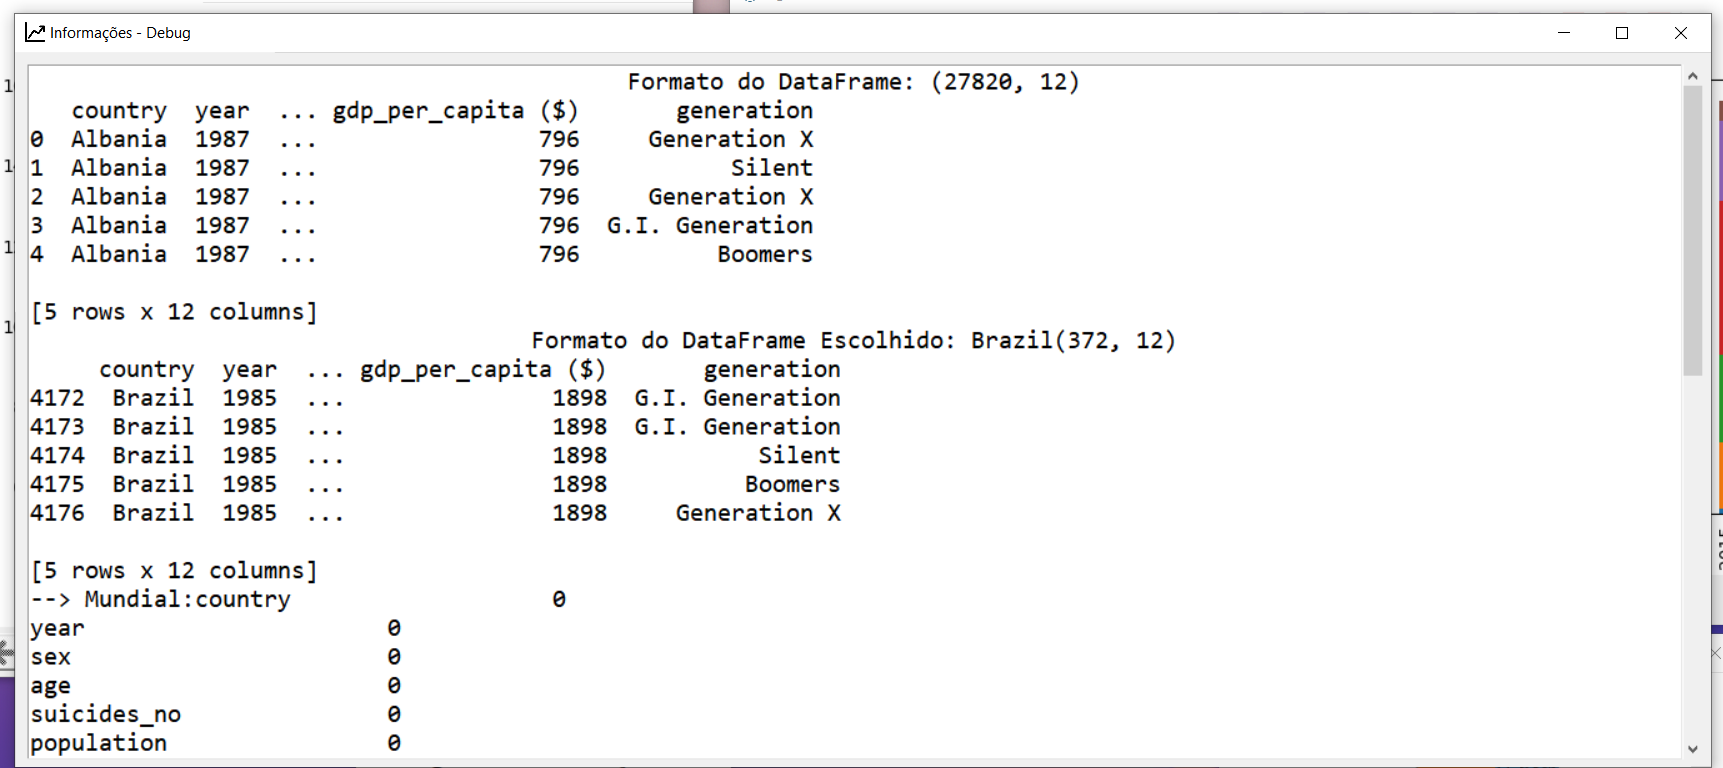 Informações - Debug
Formato do DataFrame: (27820, 12)
country year ... gdp_per_capita ($) generation
0 Albania 1987 ... 796 Generation X
1 Albania 1987 ... 796 Silent
2 Albania 1987 ... 796 Generation X
3 Albania 1987 ... 796 G.I. Generation
4 Albania 1987 ... 796 Boomers
[5 rows x 12 columns]
Formato do DataFrame Escolhido: Brazil(372, 12)
country year ... gdp_per_capita ($) generation
4172 Brazil 1985 ... 1898 G.I. Generation
4173 Brazil 1985 ... 1898 G.I. Generation
4174 Brazil 1985 ... 1898 Silent
4175 Brazil 1985 ... 1898 Boomers
4176 Brazil 1985 ... 1898 Generation X
[5 rows x 12 columns]
--> Mundial:country 0
year 0
sex 0
age 0
suicides_no 0
population 0